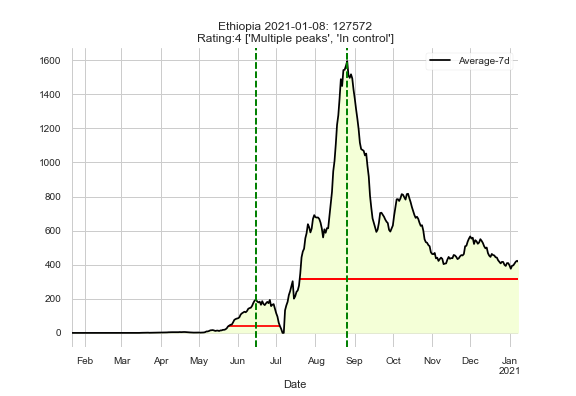 Ethiopia 2021-01-08: 127572
Rating:4 ['Multiple peaks', 'In control']
Average-7d
1600
1400
1200
1000
800
600
400
200
0
Feb Mar Apr May Jun Jul Aug Sep Oct Nov Dec Jan
2021
Date